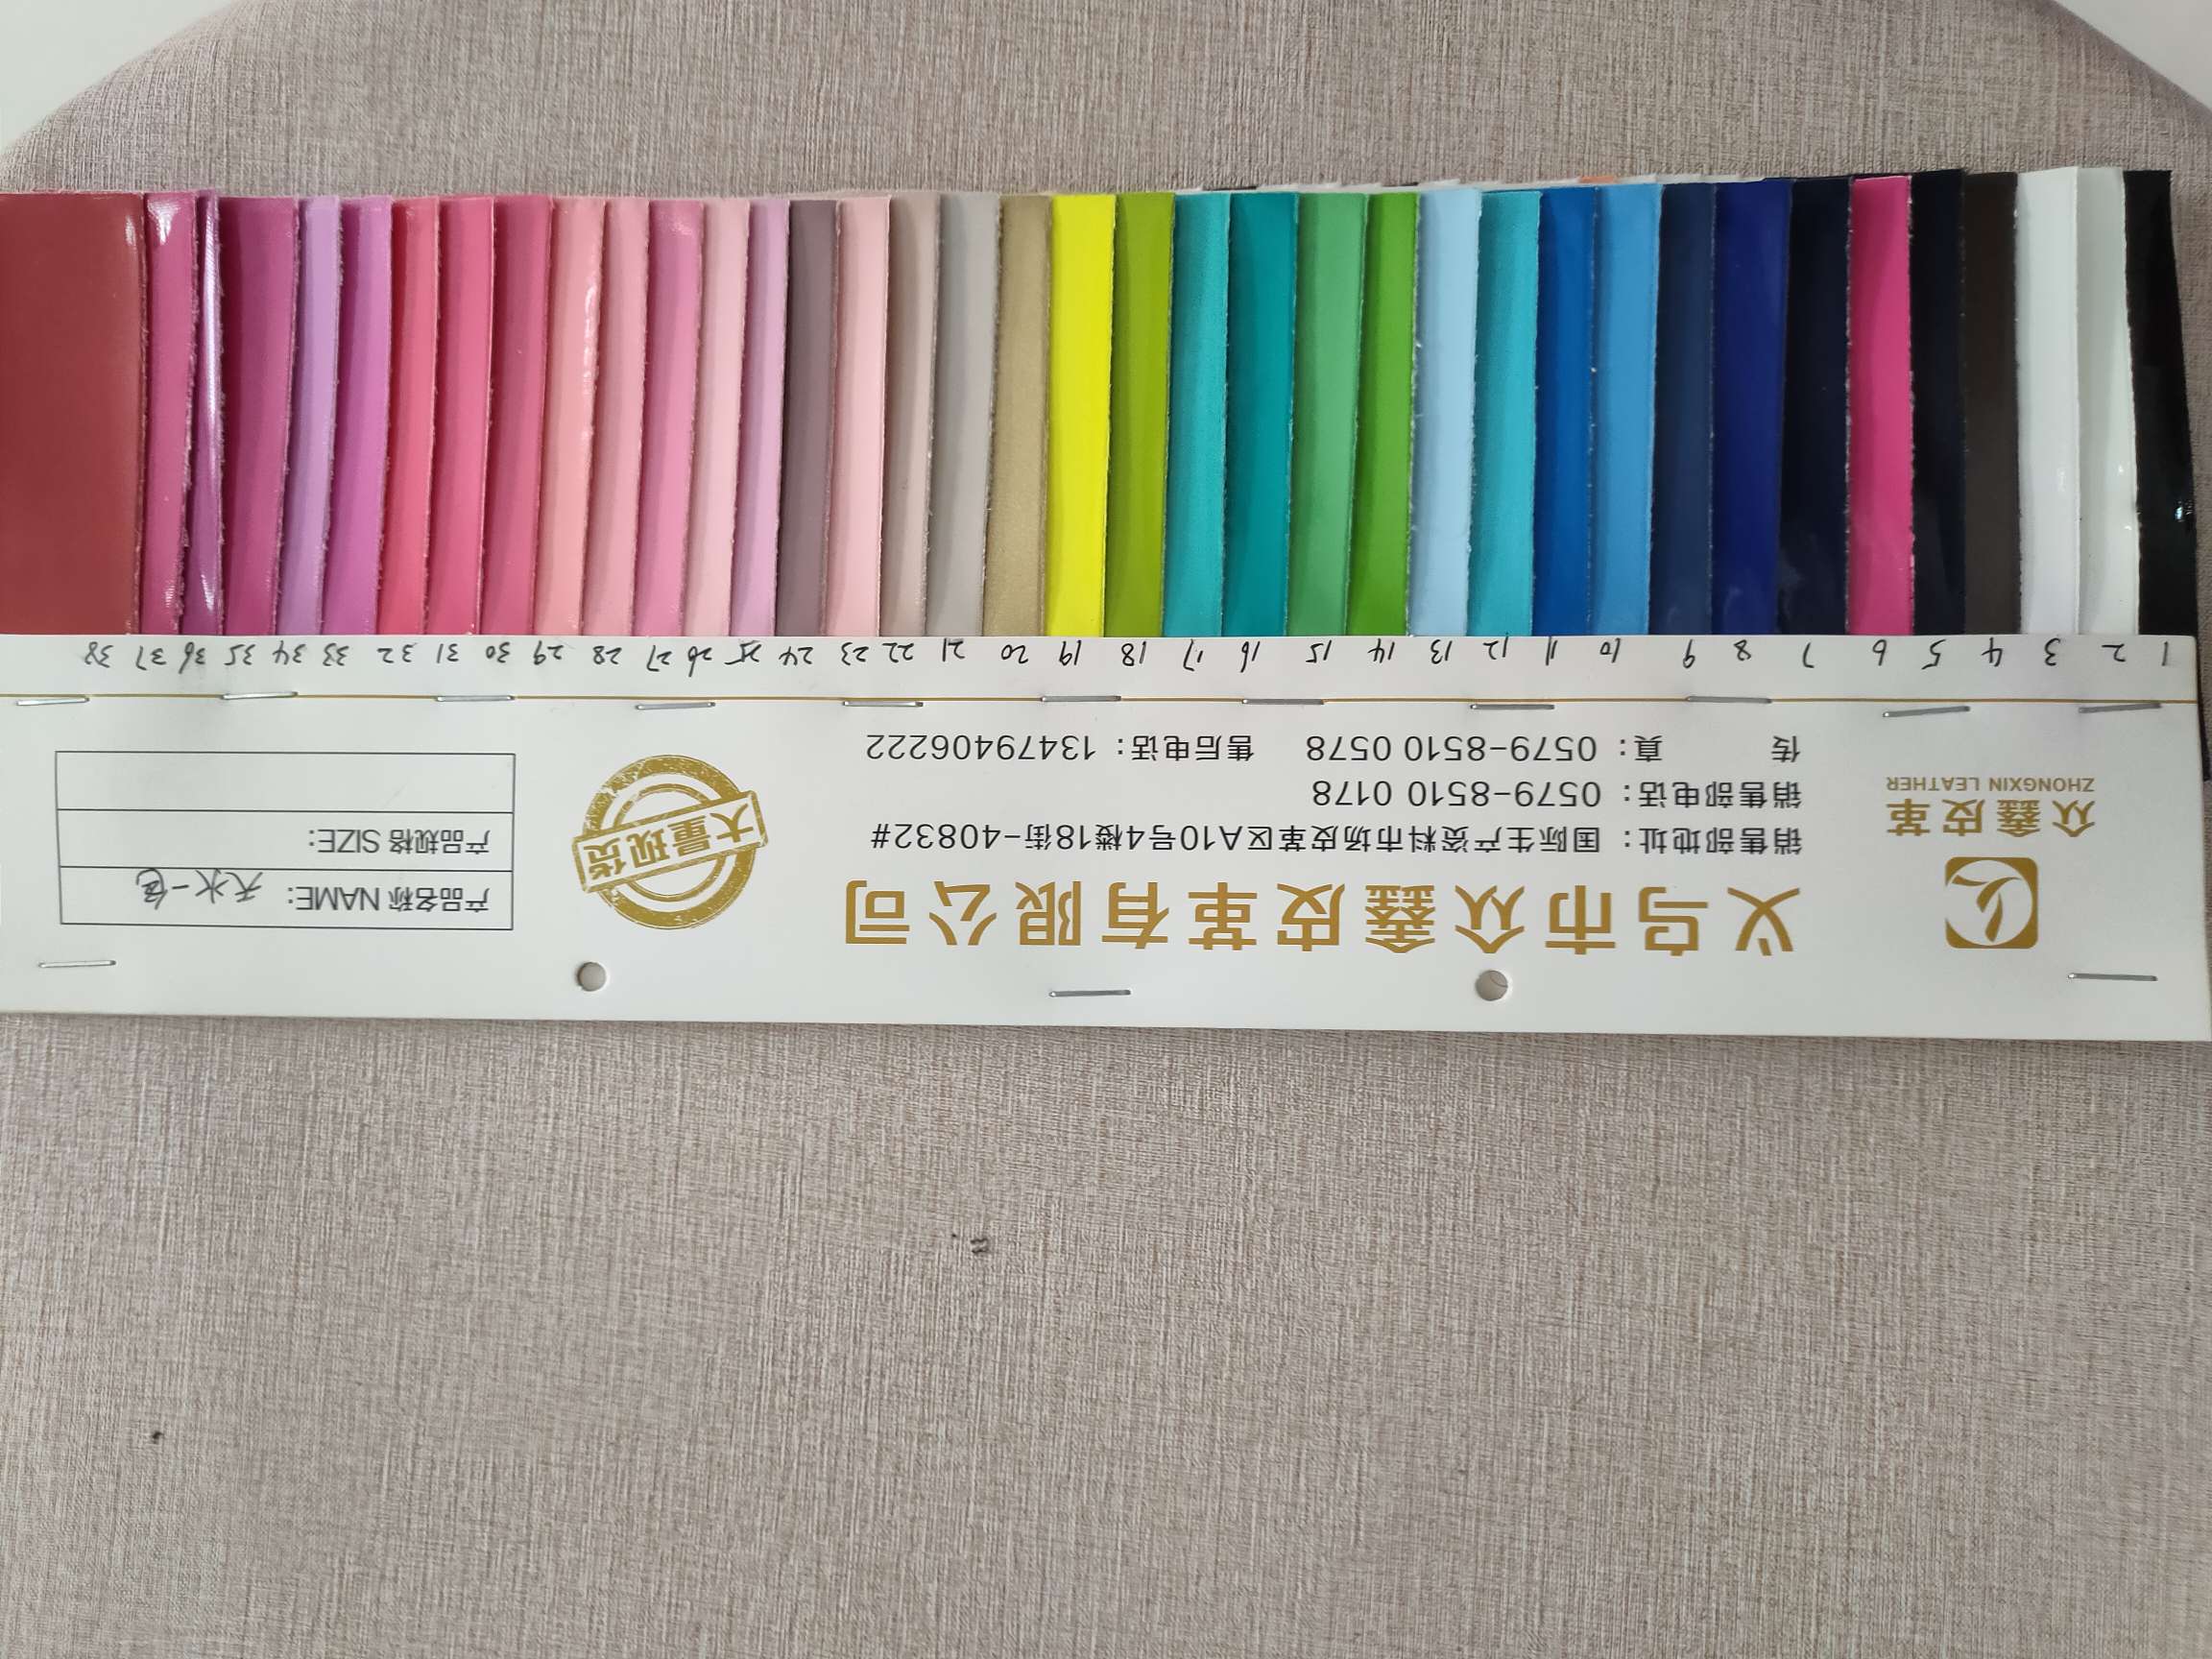 义乌市众鑫皮革有限公司
众鑫皮革
ZHONGXIN LEATHER
销售部地址：国际生产资料市场皮革区A10号4楼18街-40832#
销售部电话：0579-8510 0178
传 真：0579-8510 0578 售后电话：13479406222
大量现货
产品名称 NAME: 天水一色
产品规格 SIZE:
1 2 3 4 5 6 7 8 9 10 11 12 13 14 15 16 17 18 19 20 21 22 23 24 25 26 27 28 29 30 31 32 33 34 35 36 37 38